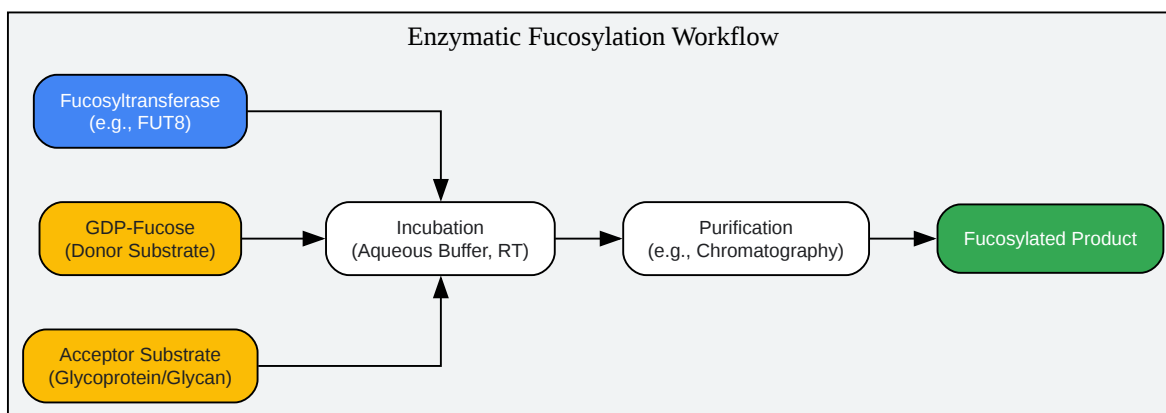 Enzymatic Fucosylation Workflow
Fucosyltransferase
(e.g., FUT8)
GDP-Fucose
(Donor Substrate)
Incubation
(Aqueous Buffer, RT)
Purification
(e.g., Chromatography)
Fucosylated Product
Acceptor Substrate
(Glycoprotein/Glycan)